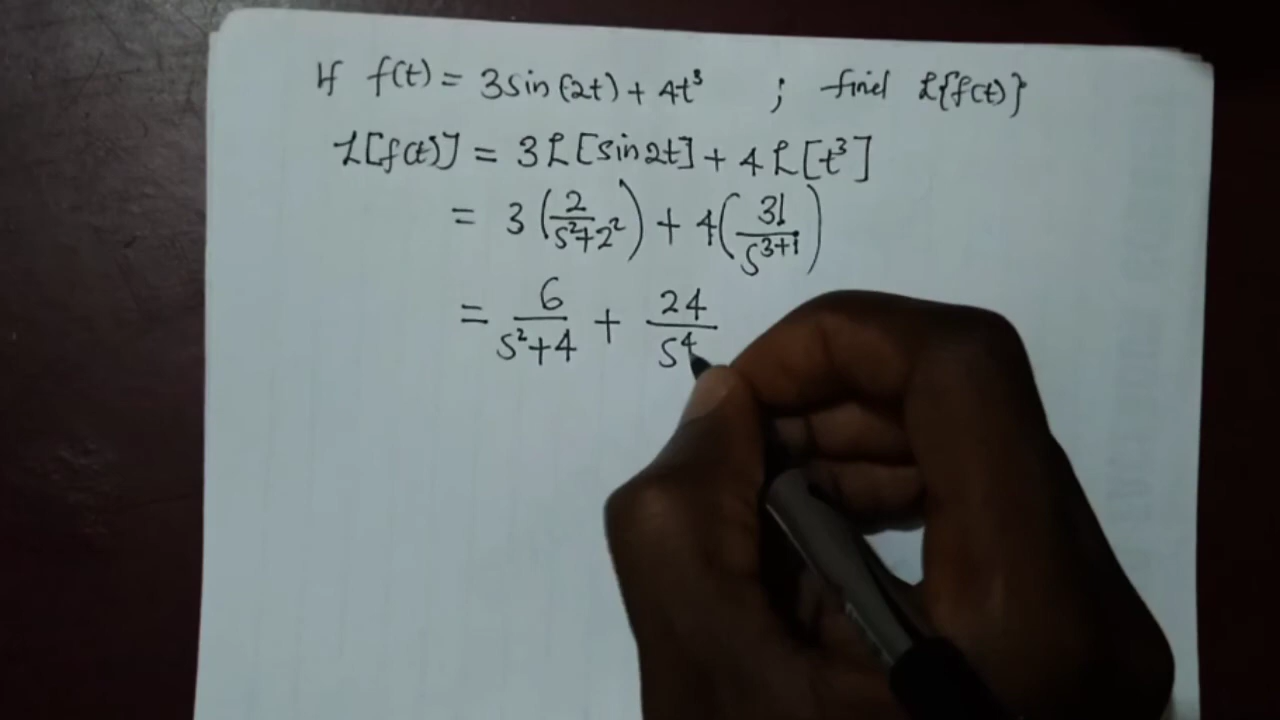 If f(t) = 3sin(2t) + 4t³ ; find ℒ{f(t)}
ℒ[f(t)] = 3ℒ[sin2t] + 4ℒ[t³]
= 3(2/(s²+2²)) + 4(3!/s³⁺¹)
= 6/(s²+4) + 24/s⁴